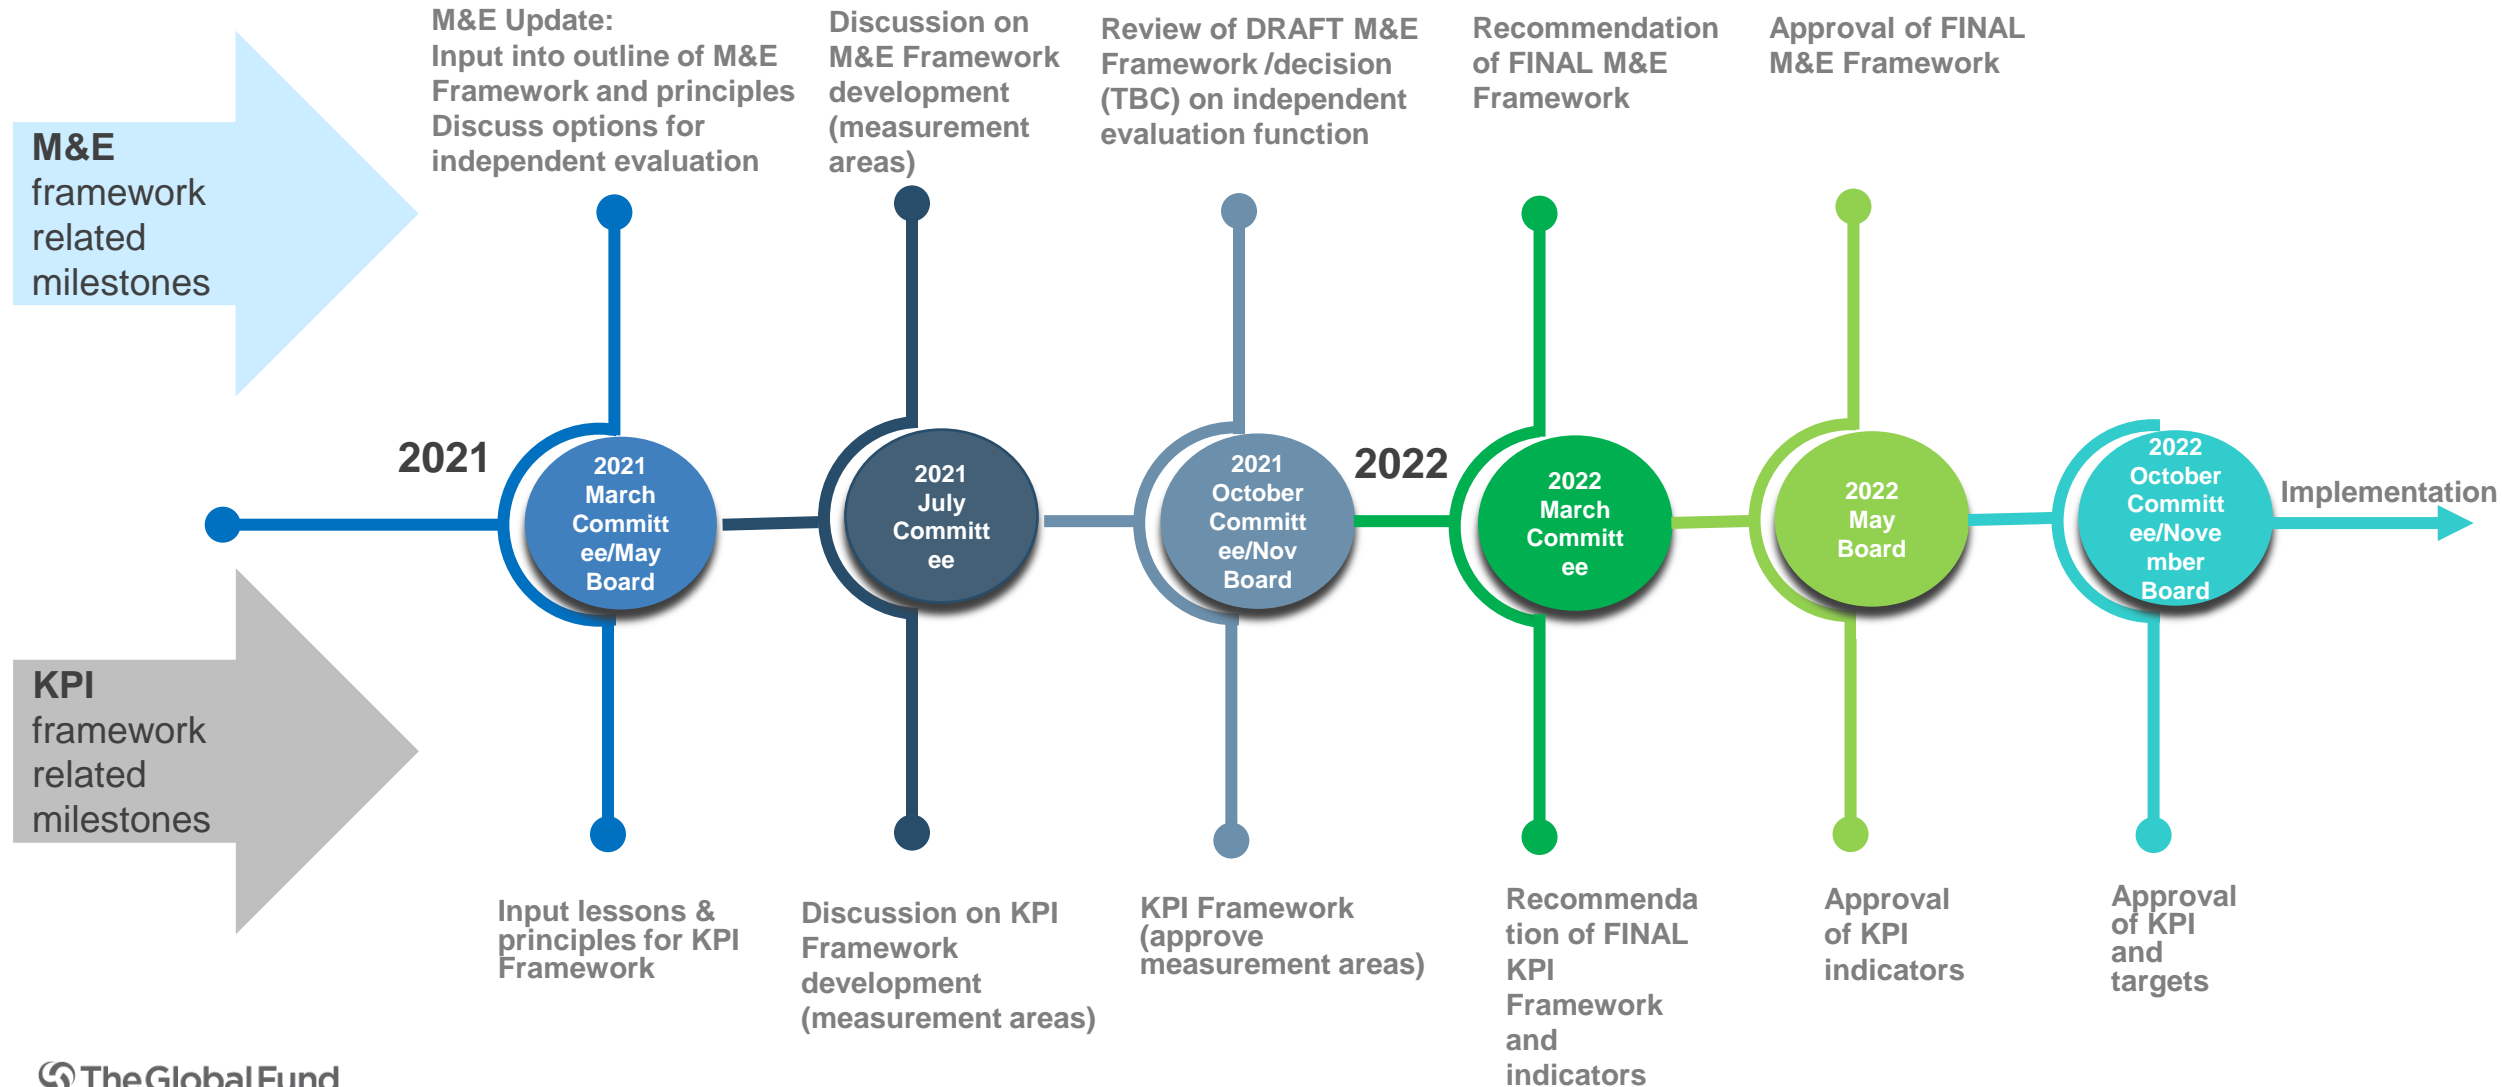 M&E Update:
Input into outline of M&E
Framework and principles
Discuss options for
independent evaluation
Discussion on
M&E Framework
development
(measurement
areas)
Review of DRAFT M&E
Framework /decision
(TBC) on independent
evaluation function
Recommendation
of FINAL M&E
Framework
Approval of FINAL
M&E Framework
M&E
framework
related
milestones
2021
2021
March
Committ
ee/May
Board
2021
July
Committ
ee
2021
October
Committ
ee/Nov
Board
2022
2022
March
Committ
ee
2022
May
Board
2022
October
Committ
ee/Nove
mber
Board
Implementation
KPI
framework
related
milestones
Input lessons &
principles for KPI
Framework
Discussion on KPI
Framework
development
(measurement areas)
KPI Framework
(approve
measurement areas)
Recommenda
tion of FINAL
KPI
Framework
and
indicators
Approval
of KPI
indicators
Approval
of KPI
and
targets
The Global Fund